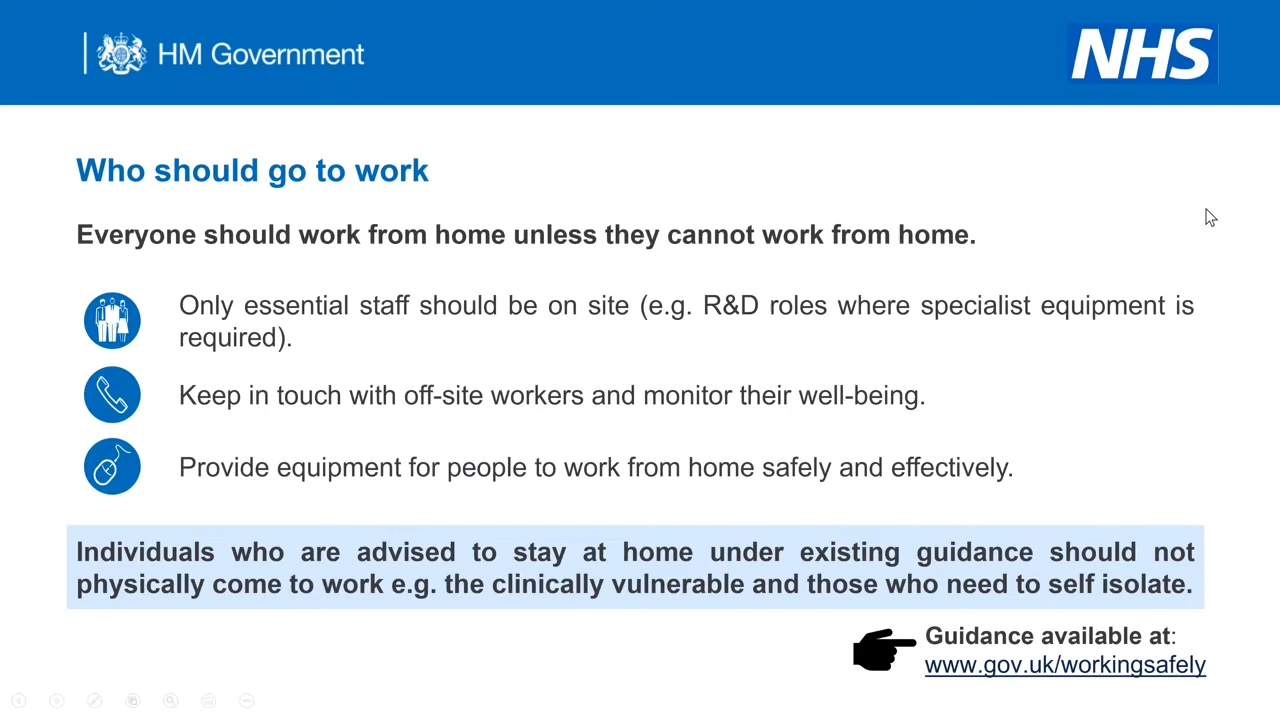 HM Government
NHS
Who should go to work
Everyone should work from home unless they cannot work from home.
Only essential staff should be on site (e.g. R&D roles where specialist equipment is
required).
Keep in touch with off-site workers and monitor their well-being.
Provide equipment for people to work from home safely and effectively.
Individuals who are advised to stay at home under existing guidance should not
physically come to work e.g. the clinically vulnerable and those who need to self isolate.
Guidance available at:
www.gov.uk/workingsafely